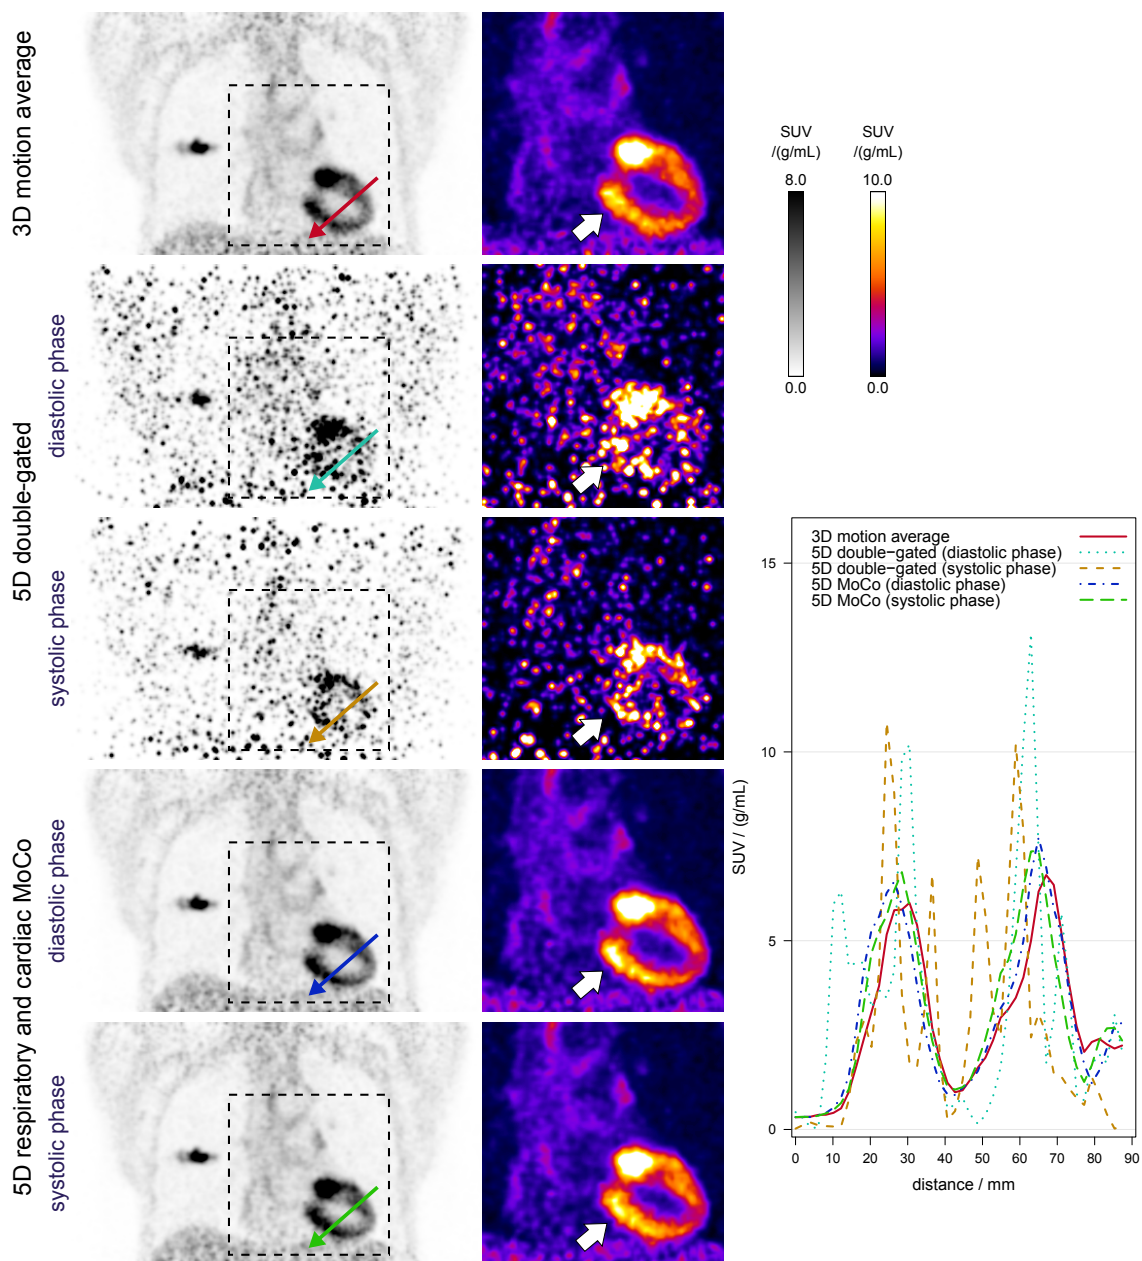 3D motion average
5D double-gated
diastolic phase
systolic phase
5D respiratory and cardiac MoCo
diastolic phase
systolic phase
SUV
/(g/mL)
8.0
0.0
SUV
/(g/mL)
10.0
0.0
3D motion average
5D double−gated (diastolic phase)
5D double−gated (systolic phase)
5D MoCo (diastolic phase)
5D MoCo (systolic phase)
SUV / (g/mL)
15
10
5
0
0 10 20 30 40 50 60 70 80 90
distance / mm